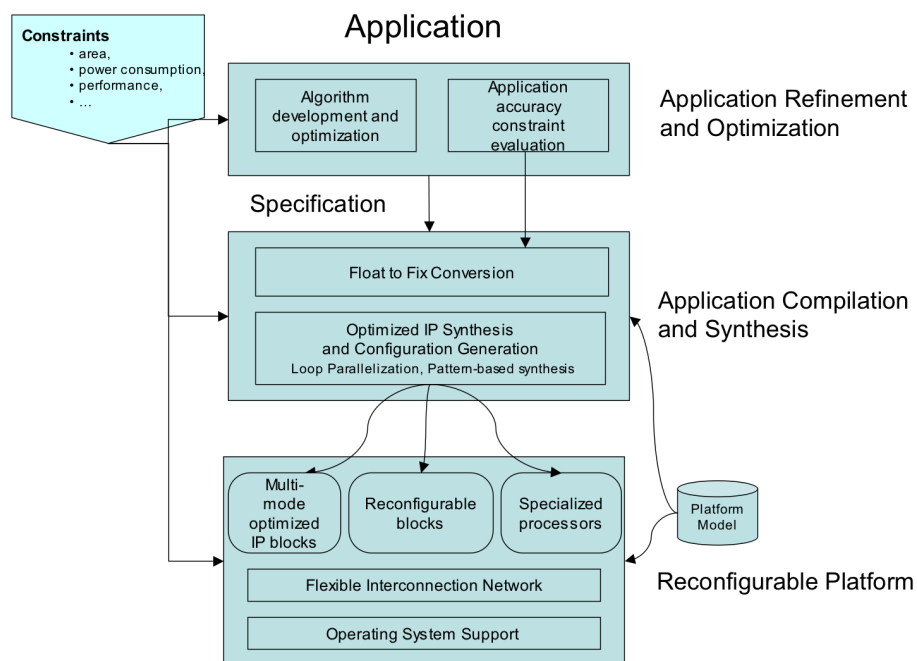 Application
Constraints
• area,
• power consumption,
• performance,
• ...
Algorithm
development and
optimization
Application
accuracy
constraint
evaluation
Application Refinement
and Optimization
Specification
Float to Fix Conversion
Optimized IP Synthesis
and Configuration Generation
Loop Parallelization, Pattern-based synthesis
Application Compilation
and Synthesis
Multi-
mode
optimized
IP blocks
Reconfigurable
blocks
Specialized
processors
Platform
Model
Flexible Interconnection Network
Reconfigurable Platform
Operating System Support